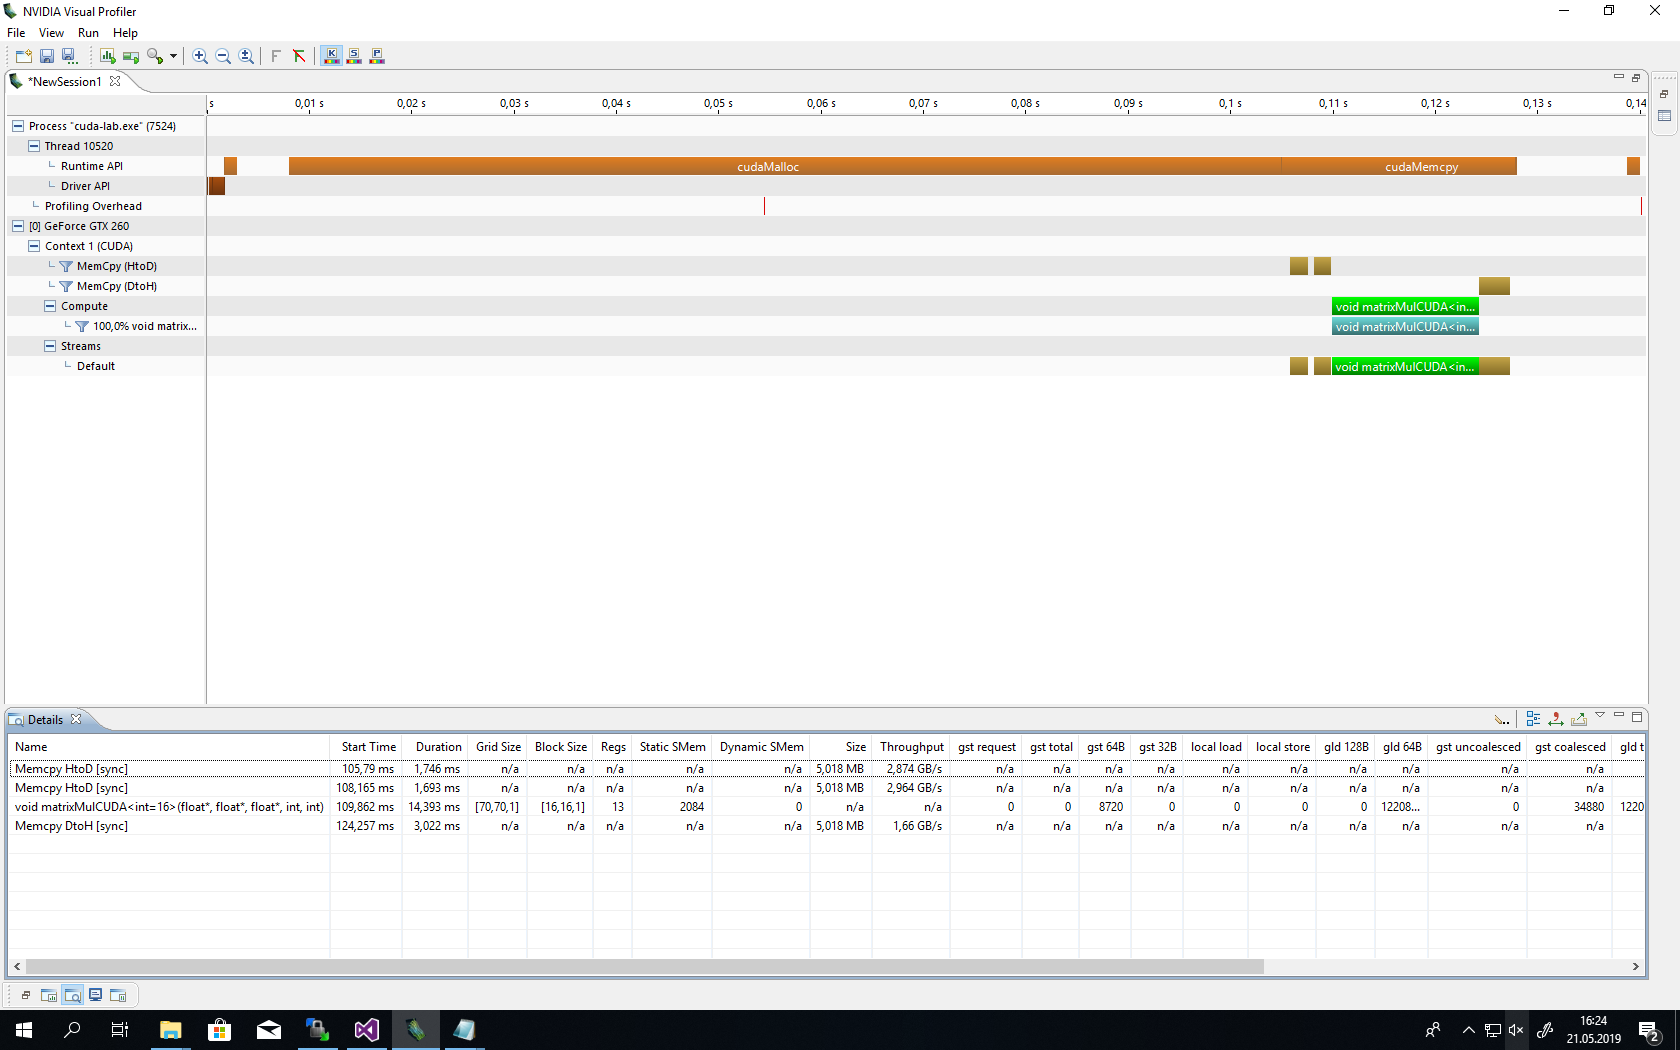 NVIDIA Visual Profiler
File View Run Help
K S P
*NewSession1
s 0,01 s 0,02 s 0,03 s 0,04 s 0,05 s 0,06 s 0,07 s 0,08 s 0,09 s 0,1 s 0,11 s 0,12 s 0,13 s 0,14
Process "cuda-lab.exe" (7524)
Thread 10520
Runtime API cudaMalloc cudaMemcpy
Driver API
Profiling Overhead
[0] GeForce GTX 260
Context 1 (CUDA)
MemCpy (HtoD)
MemCpy (DtoH)
Compute void matrixMulCUDA<in...
100,0% void matrix... void matrixMulCUDA<in...
Streams
Default void matrixMulCUDA<in...
Details
Name Start Time Duration Grid Size Block Size Regs Static SMem Dynamic SMem Size Throughput gst request gst total gst 64B gst 32B local load local store gld 128B gld 64B gst uncoalesced gst coalesced gld t
Memcpy HtoD [sync] 105,79 ms 1,746 ms n/a n/a n/a n/a n/a 5,018 MB 2,874 GB/s n/a n/a n/a n/a n/a n/a n/a n/a n/a n/a
Memcpy HtoD [sync] 108,165 ms 1,693 ms n/a n/a n/a n/a n/a 5,018 MB 2,964 GB/s n/a n/a n/a n/a n/a n/a n/a n/a n/a n/a
void matrixMulCUDA<int=16>(float*, float*, float*, int, int) 109,862 ms 14,393 ms [70,70,1] [16,16,1] 13 2084 0 n/a n/a 0 0 8720 0 0 0 0 12208... 0 34880 1220
Memcpy DtoH [sync] 124,257 ms 3,022 ms n/a n/a n/a n/a n/a 5,018 MB 1,66 GB/s n/a n/a n/a n/a n/a n/a n/a n/a n/a n/a
16:24
21.05.2019
2